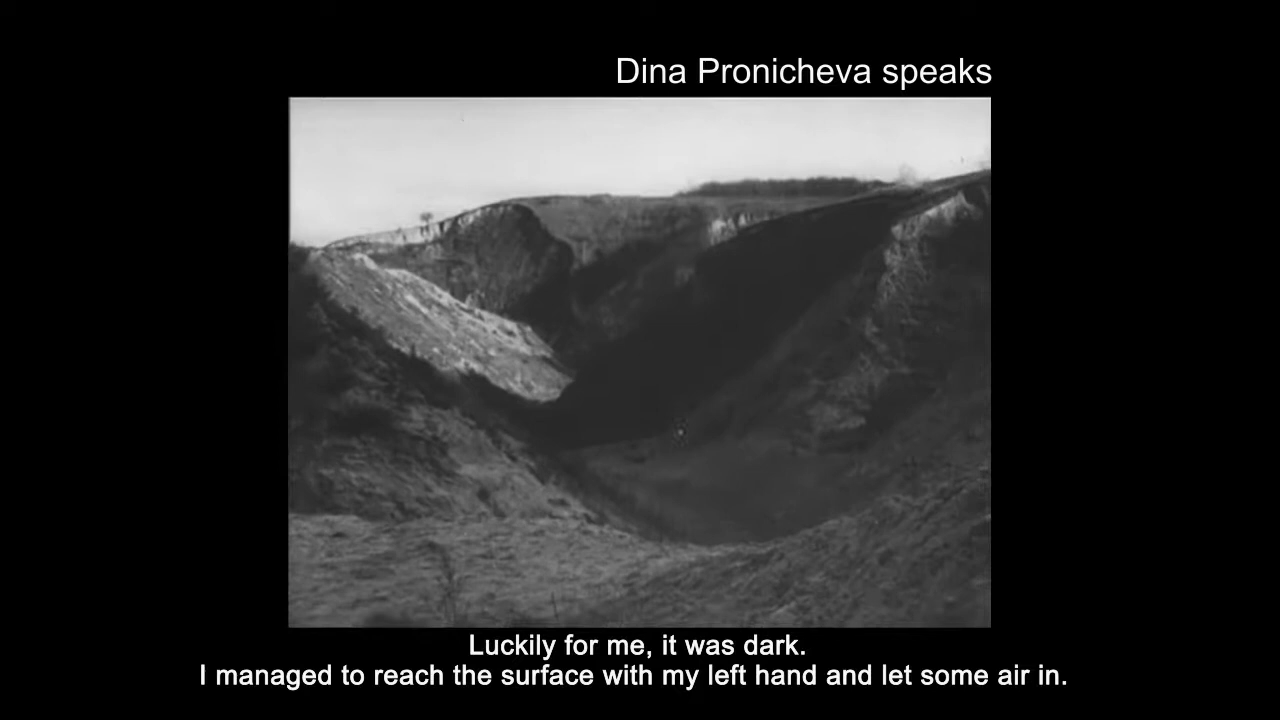 Dina Pronicheva speaks
Luckily for me, it was dark.
I managed to reach the surface with my left hand and let some air in.